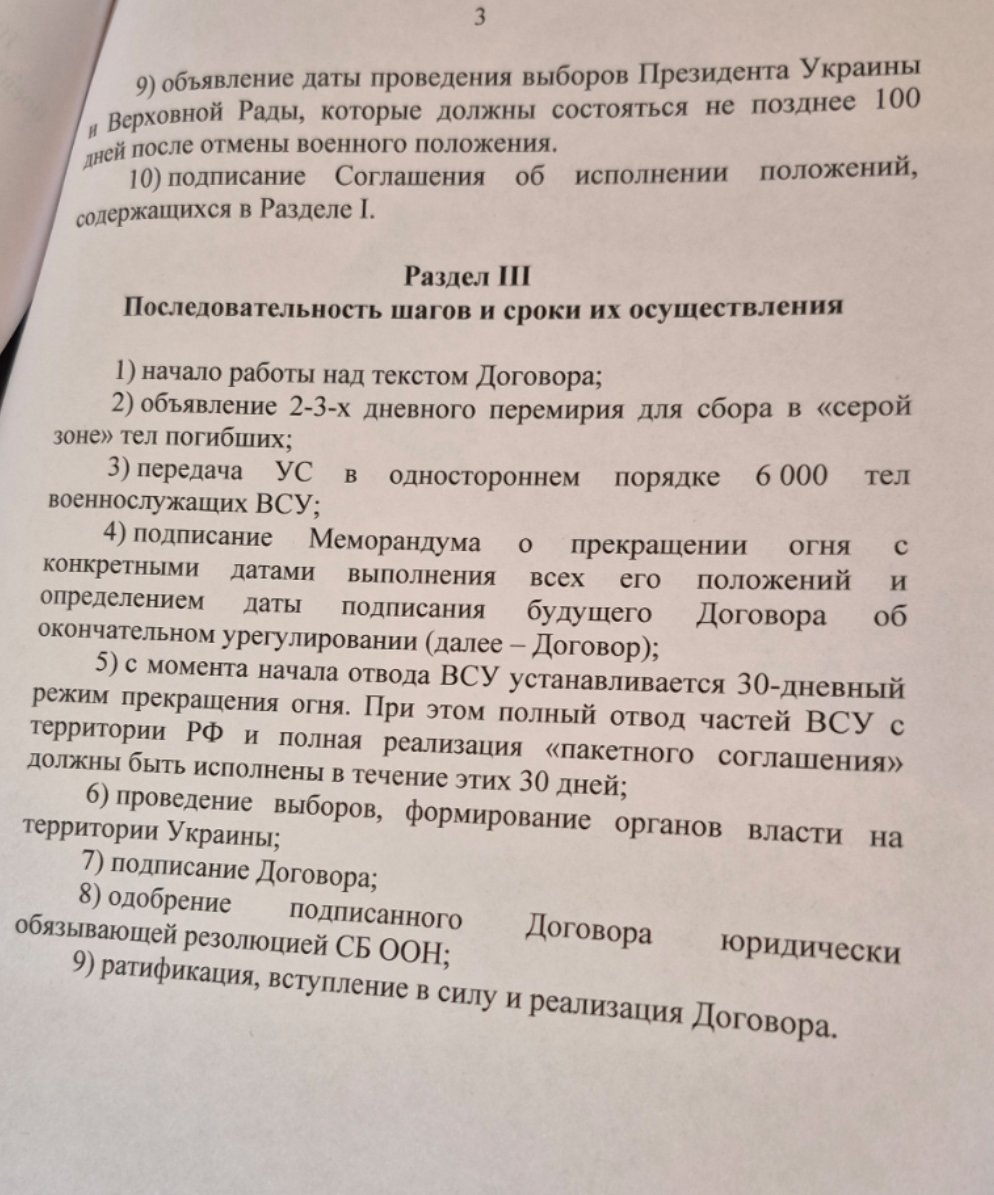 3
9) объявление даты проведения выборов Президента Украины
и Верховной Рады, которые должны состояться не позднее 100
дней после отмены военного положения.
10) подписание Соглашения об исполнении положений,
содержащихся в Разделе I.
Раздел III
Последовательность шагов и сроки их осуществления
1) начало работы над текстом Договора;
2) объявление 2-3-х дневного перемирия для сбора в «серой
зоне» тел погибших;
3) передача УС в одностороннем порядке 6 000 тел
военнослужащих ВСУ;
4) подписание Меморандума о прекращении огня с
конкретными датами выполнения всех его положений и
определением даты подписания будущего Договора об
окончательном урегулировании (далее – Договор);
5) с момента начала отвода ВСУ устанавливается 30-дневный
режим прекращения огня. При этом полный отвод частей ВСУ с
территории РФ и полная реализация «пакетного соглашения»
должны быть исполнены в течение этих 30 дней;
6) проведение выборов, формирование органов власти на
территории Украины;
7) подписание Договора;
8) одобрение подписанного Договора юридически
обязывающей резолюцией СБ ООН;
9) ратификация, вступление в силу и реализация Договора.